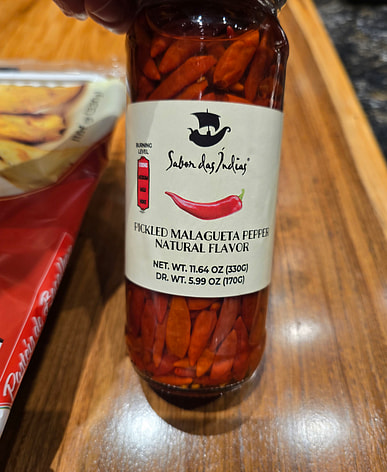 BURNING
LEVEL
STRONG
Sabor das Índias®
PICKLED MALAGUETA PEPPER
NATURAL FLAVOR
NET. WT. 11.64 OZ (330G)
DR. WT. 5.99 OZ (170G)